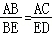 AB/BE = AC/ED